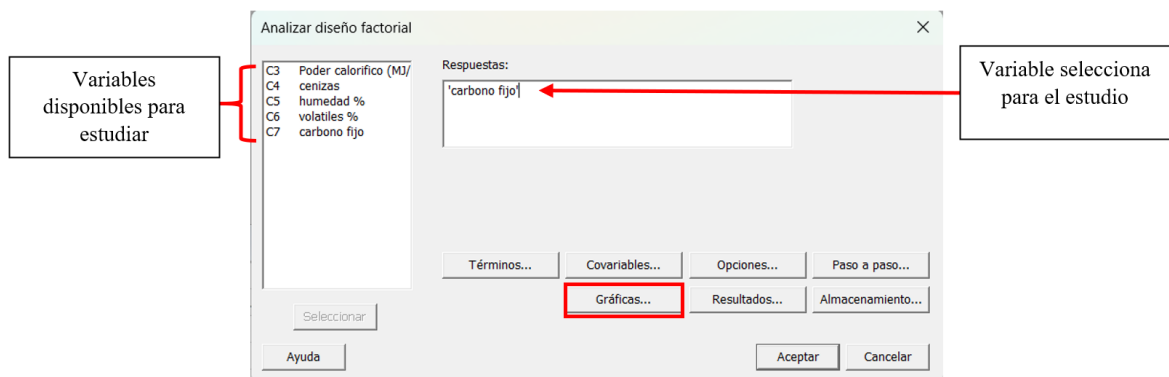 Analizar diseño factorial
Variables
disponibles para
estudiar
C3 Poder calorifico (MJ/
C4 cenizas
C5 humedad %
C6 volatiles %
C7 carbono fijo
Respuestas:
'carbono fijo'
Variable selecciona
para el estudio
Términos...
Covariables...
Opciones...
Paso a paso...
Gráficas...
Resultados...
Almacenamiento...
Seleccionar
Ayuda
Aceptar
Cancelar